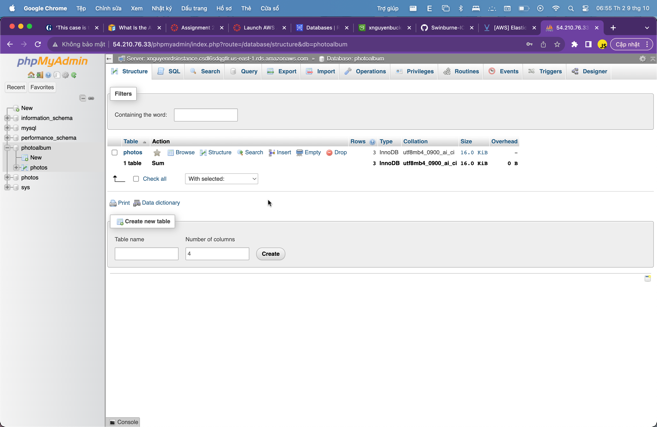 Google Chrome Tệp Chỉnh sửa Xem Nhật ký Dấu trang Hồ sơ Thẻ Cửa sổ Trợ giúp 06:55 Th 2 9 thg 10
"This case is What Is the A Assignment Launch AWS Databases | xnguyenbuck Swinburne-I [AWS] Elasti 54.210.76.33
Không bảo mật 54.210.76.33/phpmyadmin/index.php?route=/database/structure&db=photoalbum Cập nhật
phpMyAdmin
Recent Favorites
New
information_schema
mysql
performance_schema
photoalbum
New
photos
photos
sys
Database: photoalbum
Structure SQL Search Query Export Import Operations Privileges Routines Events Triggers Designer
Filters
Containing the word:
Table Action Rows Type Collation Size Overhead
photos Browse Structure Search Insert Empty Drop 3 InnoDB utf8mb4_0900_ai_ci 16.0 KiB -
1 table Sum 3 InnoDB utf8mb4_0900_ai_ci 16.0 KiB 0 B
Check all With selected:
Print Data dictionary
Create new table
Table name Number of columns
4 Create
Console